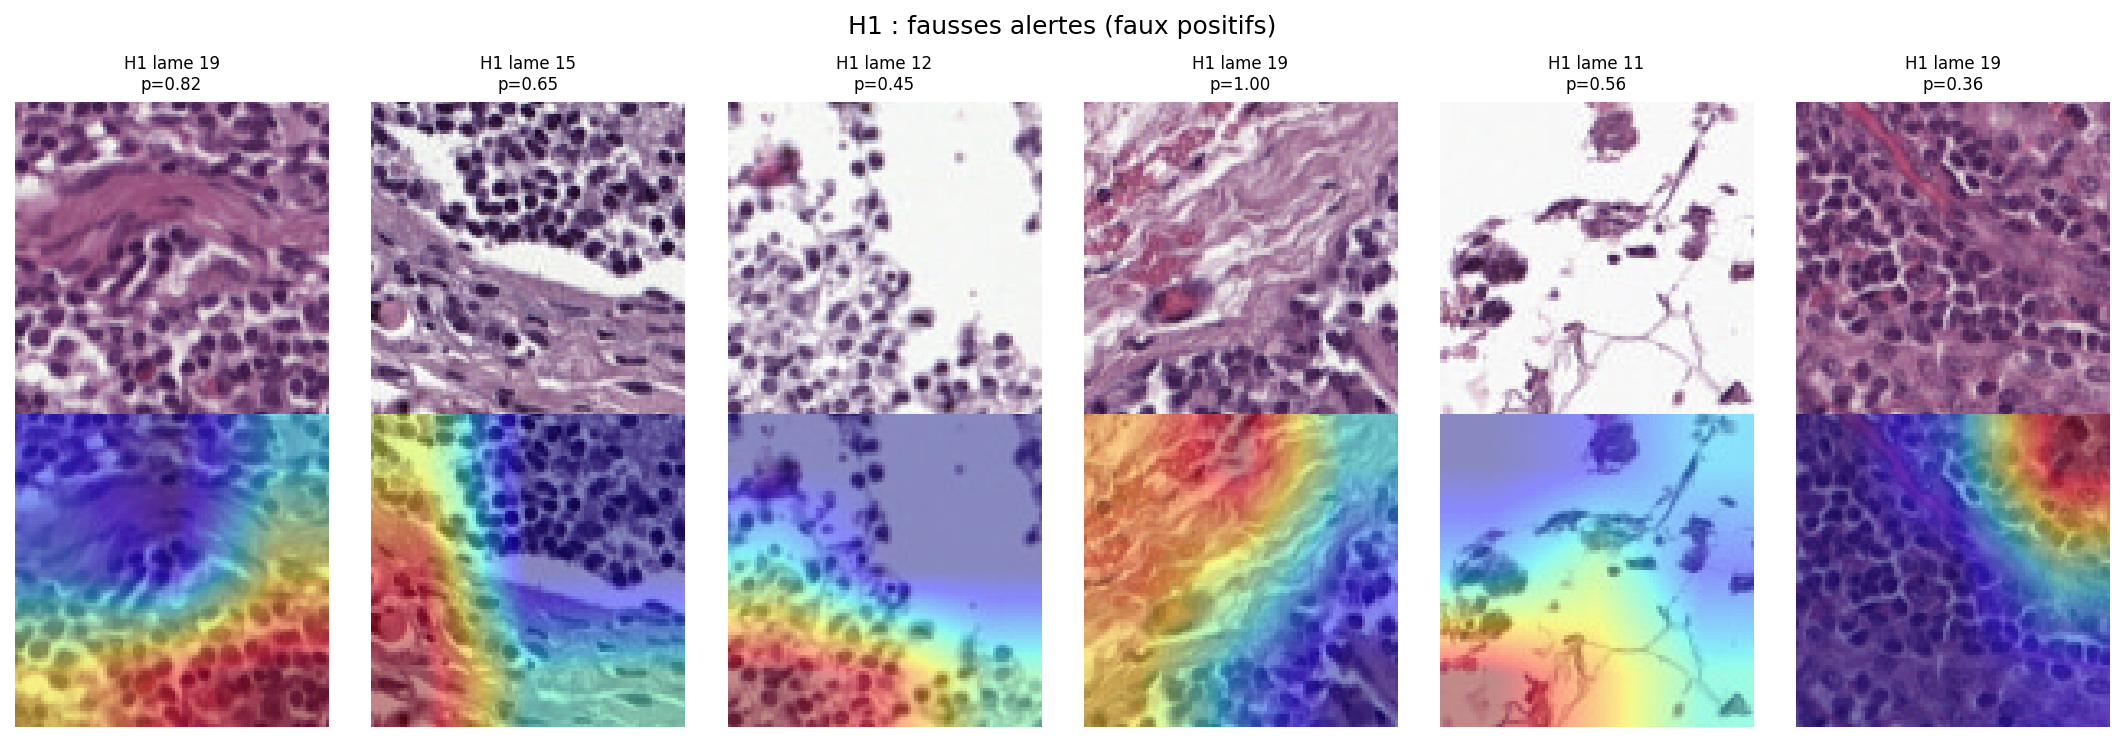 H1 : fausses alertes (faux positifs)
H1 lame 19
p=0.82
H1 lame 15
p=0.65
H1 lame 12
p=0.45
H1 lame 19
p=1.00
H1 lame 11
p=0.56
H1 lame 19
p=0.36